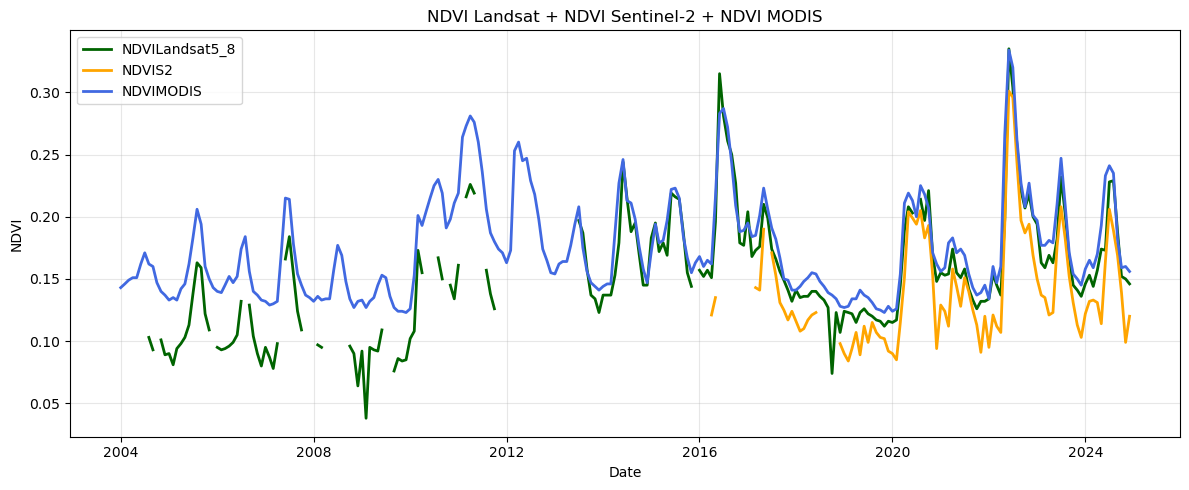 NDVI Landsat + NDVI Sentinel-2 + NDVI MODIS
NDVILandsat5_8
NDVIS2
NDVIMODIS
NDVI
0.30
0.25
0.20
0.15
0.10
0.05
2004 2008 2012 2016 2020 2024
Date